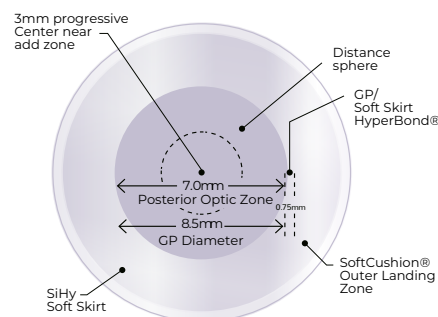 3mm progressive
Center near
add zone
Distance
sphere
GP/
Soft Skirt
HyperBond®
7.0mm
Posterior Optic Zone
0.75mm
8.5mm
GP Diameter
SoftCushion®
Outer Landing
Zone
SiHy
Soft Skirt